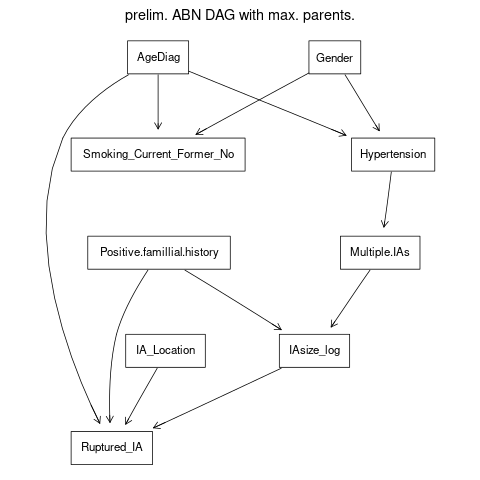 prelim. ABN DAG with max. parents.
AgeDiag
Gender
Smoking_Current_Former_No
Hypertension
Positive.famillial.history
Multiple.IAs
IA_Location
IAsize_log
Ruptured_IA